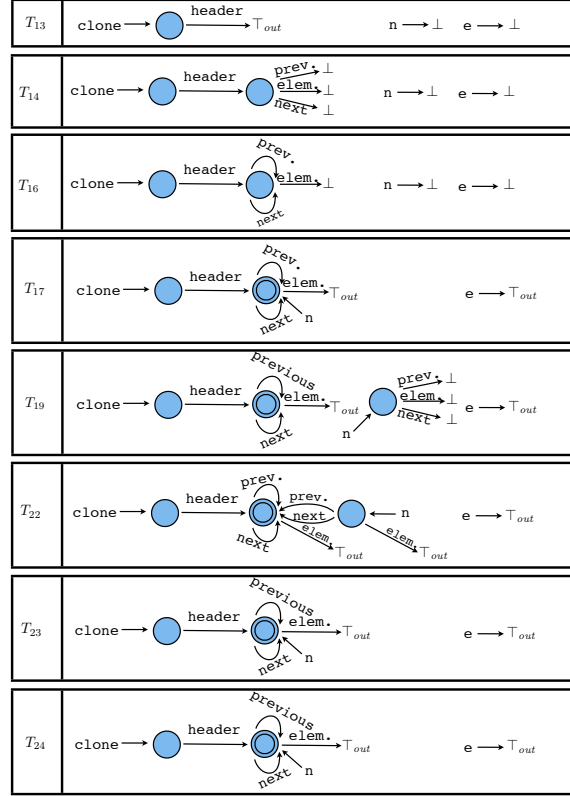 T13 clone header ⊤out n ⊥ e ⊥
T14 clone header prev. ⊥ elem. ⊥ next ⊥ n ⊥ e ⊥
T16 clone header prev. elem. ⊥ next n ⊥ e ⊥
T17 clone header prev. elem. ⊤out next n e ⊤out
T19 clone header previous elem. ⊤out next n prev. ⊥ elem. ⊥ next ⊥ e ⊤out
T22 clone header prev. next elem. ⊤out prev. next n elem. ⊤out e ⊤out
T23 clone header previous elem. ⊤out next n e ⊤out
T24 clone header previous elem. ⊤out next n e ⊤out